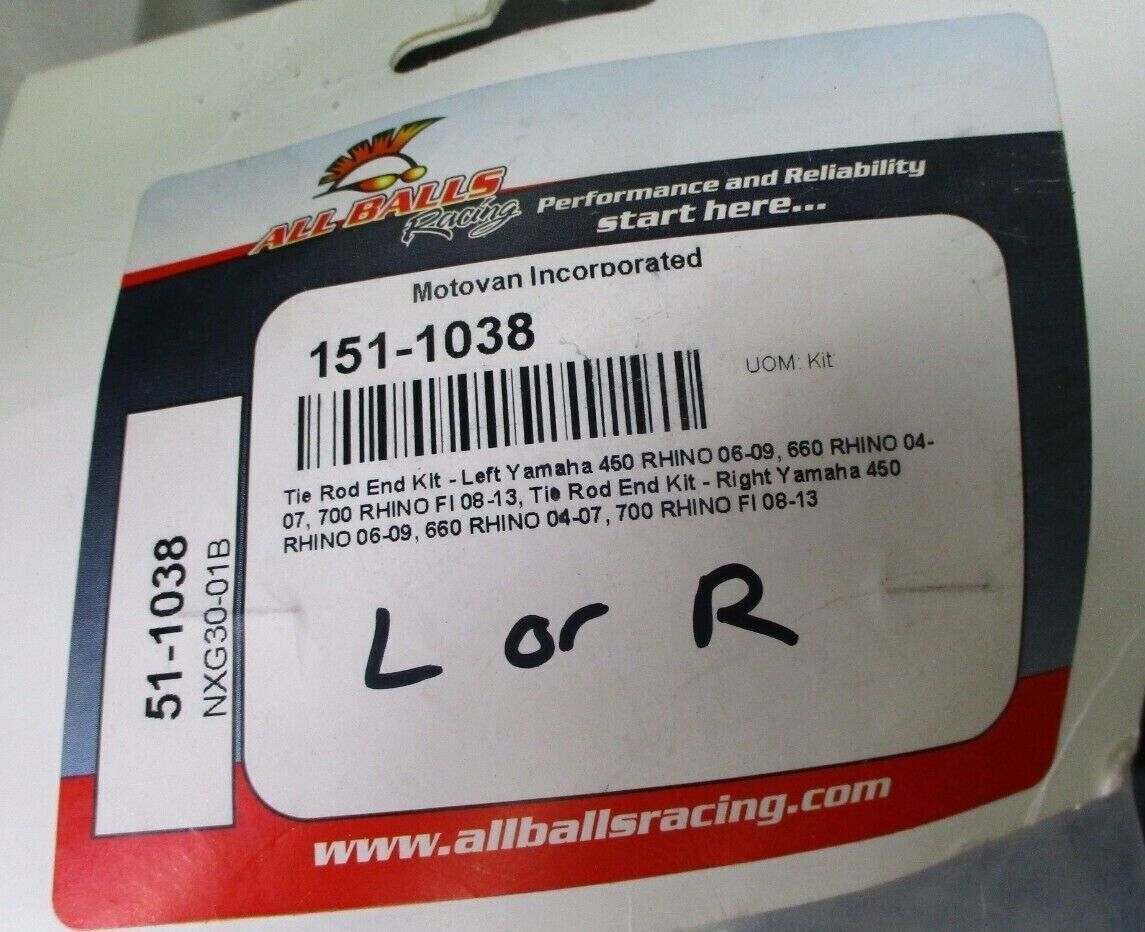 ALL BALLS
Racing
Performance and Reliability
start here...
Motovan Incorporated
151-1038
UOM: Kit
Tie Rod End Kit - Left Yamaha 450 RHINO 06-09, 660 RHINO 04-
07, 700 RHINO FI 08-13, Tie Rod End Kit - Right Yamaha 450
RHINO 06-09, 660 RHINO 04-07, 700 RHINO FI 08-13
L or R
51-1038
NXG30-01B
www.allballsracing.com